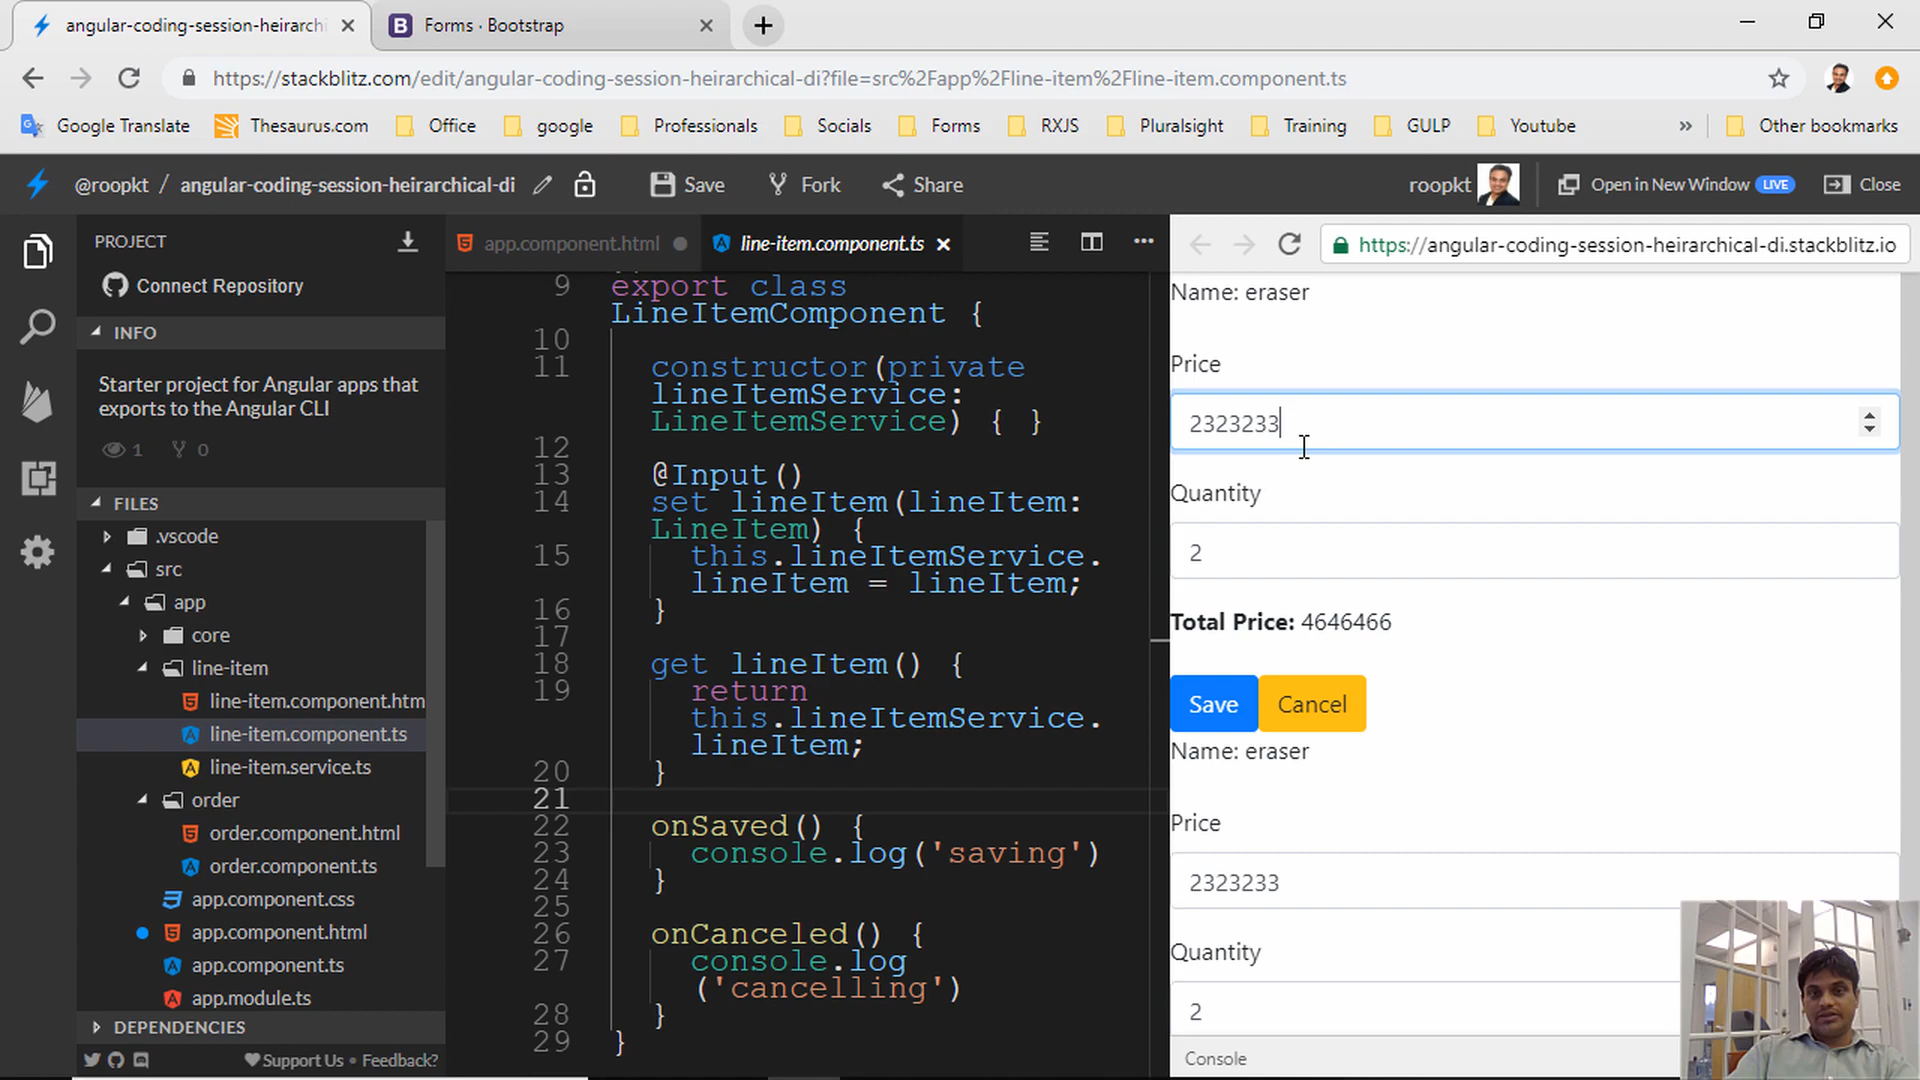 angular-coding-session-heirarchi
Forms · Bootstrap
https://stackblitz.com/edit/angular-coding-session-heirarchical-di?file=src%2Fapp%2Fline-item%2Fline-item.component.ts
Google Translate
Thesaurus.com
Office
google
Professionals
Socials
Forms
RXJS
Pluralsight
Training
GULP
Youtube
»
Other bookmarks
@roopkt / angular-coding-session-heirarchical-di
Save
Fork
Share
roopkt
Open in New Window LIVE
Close
PROJECT
Connect Repository
INFO
Starter project for Angular apps that
exports to the Angular CLI
1
0
FILES
.vscode
src
app
core
line-item
line-item.component.htm
line-item.component.ts
line-item.service.ts
order
order.component.html
order.component.ts
app.component.css
app.component.html
app.component.ts
app.module.ts
DEPENDENCIES
Support Us • Feedback?
app.component.html
line-item.component.ts
9 export class
LineItemComponent {
10
11 constructor(private
lineItemService:
LineItemService) { }
12
13 @Input()
14 set lineItem(lineItem:
LineItem) {
15 this.lineItemService.
lineItem = lineItem;
16 }
17
18 get lineItem() {
19 return
this.lineItemService.
lineItem;
20 }
21
22 onSaved() {
23 console.log('saving')
24 }
25
26 onCanceled() {
27 console.log
('cancelling')
28 }
29 }
https://angular-coding-session-heirarchical-di.stackblitz.io
Name: eraser
Price
2323233
Quantity
2
Total Price: 4646466
Save
Cancel
Name: eraser
Price
2323233
Quantity
2
Console